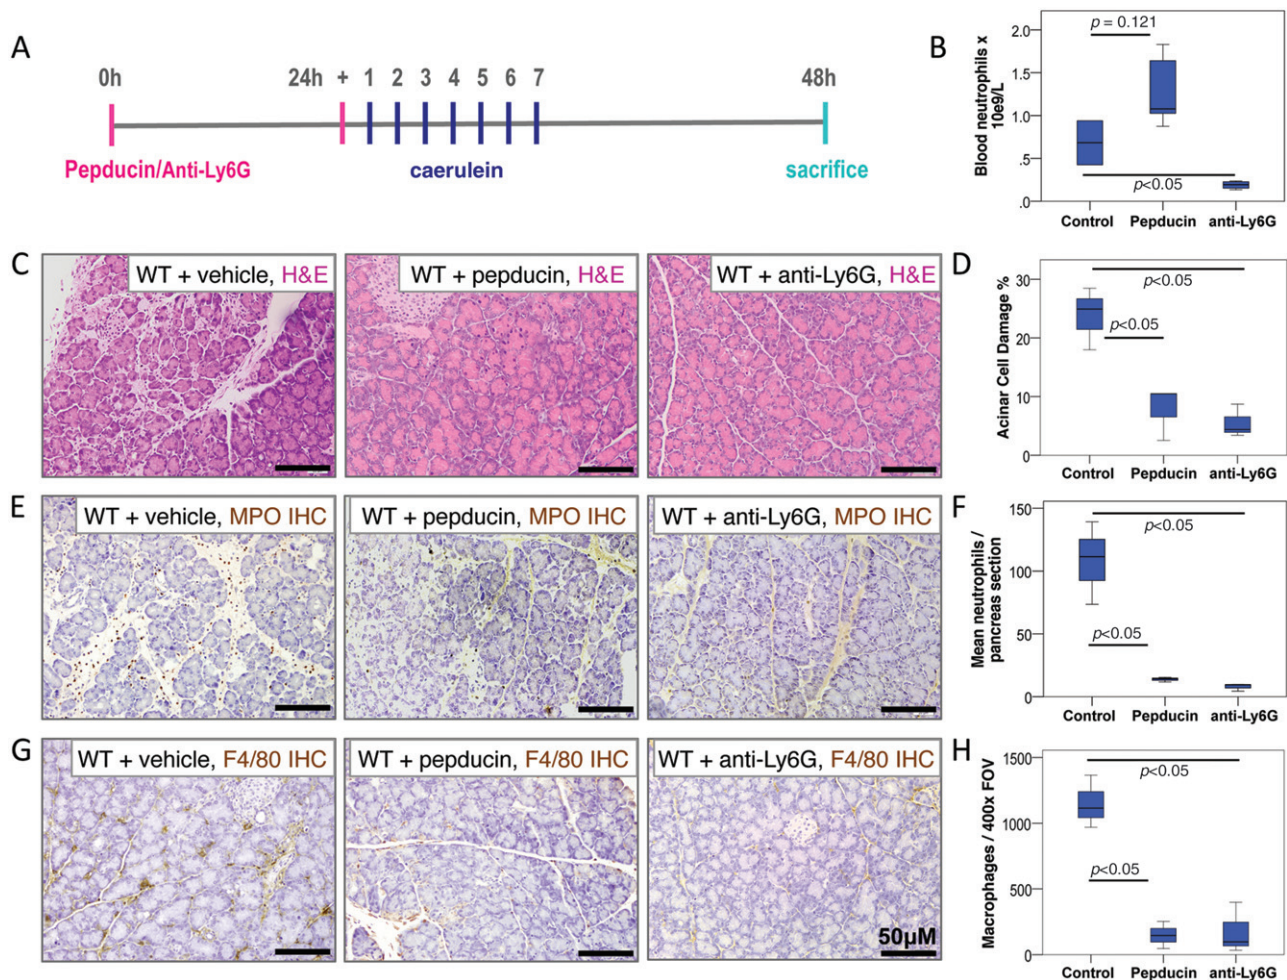 A
0h 24h + 1 2 3 4 5 6 7 48h
Pepducin/Anti-Ly6G caerulein sacrifice
B
Blood neutrophils x
10e9/L
2.0
1.5
1.0
.5
.0
p = 0.121
p<0.05
Control Pepducin anti-Ly6G
C
WT + vehicle, H&E
WT + pepducin, H&E
WT + anti-Ly6G, H&E
D
Acinar Cell Damage %
30
20
10
0
p<0.05
p<0.05
Control Pepducin anti-Ly6G
E
WT + vehicle, MPO IHC
WT + pepducin, MPO IHC
WT + anti-Ly6G, MPO IHC
F
Mean neutrophils /
pancreas section
150
100
50
0
p<0.05
p<0.05
Control Pepducin anti-Ly6G
G
WT + vehicle, F4/80 IHC
WT + pepducin, F4/80 IHC
WT + anti-Ly6G, F4/80 IHC
50µM
H
Macrophages / 400x FOV
1500
1000
500
0
p<0.05
p<0.05
Control Pepducin anti-Ly6G